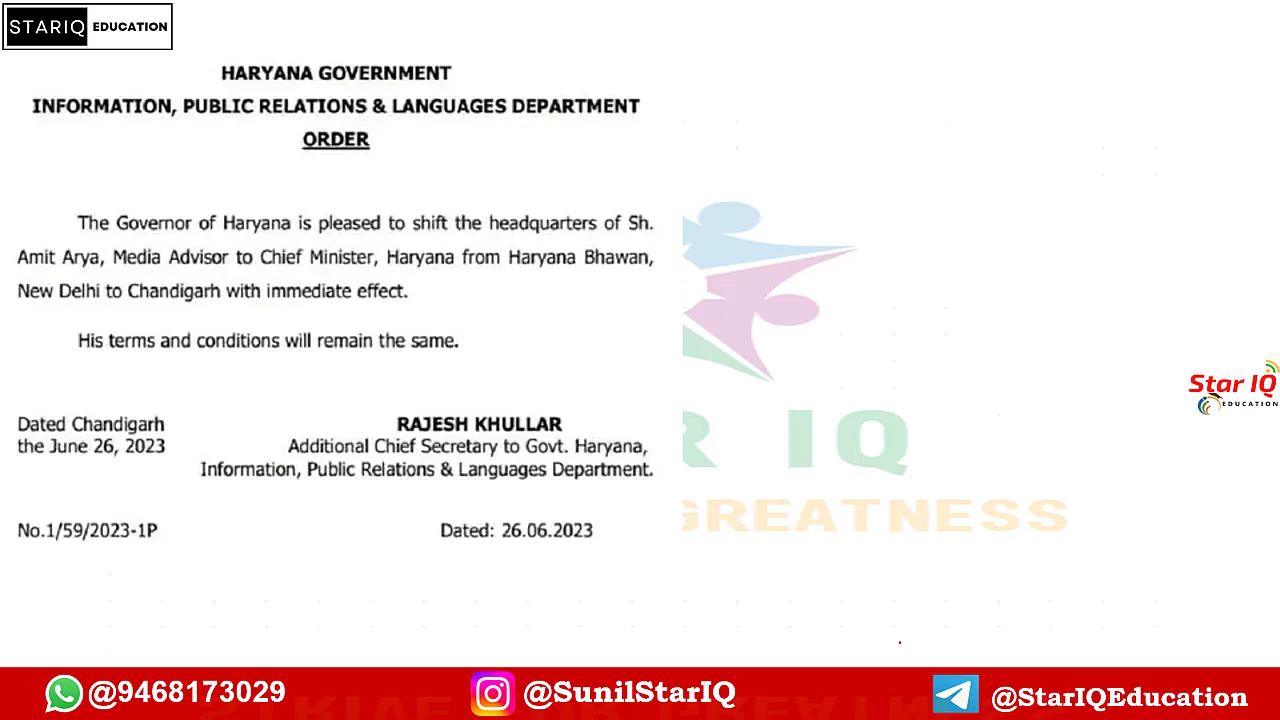 STARIQ EDUCATION
HARYANA GOVERNMENT
INFORMATION, PUBLIC RELATIONS & LANGUAGES DEPARTMENT
ORDER
The Governor of Haryana is pleased to shift the headquarters of Sh.
Amit Arya, Media Advisor to Chief Minister, Haryana from Haryana Bhawan,
New Delhi to Chandigarh with immediate effect.
His terms and conditions will remain the same.
Dated Chandigarh
the June 26, 2023
RAJESH KHULLAR
Additional Chief Secretary to Govt. Haryana,
Information, Public Relations & Languages Department.
No.1/59/2023-1P
Dated: 26.06.2023
R IQ
GREATNESS
Star IQ
EDUCATION
@9468173029
@SunilStarIQ
@StarIQEducation